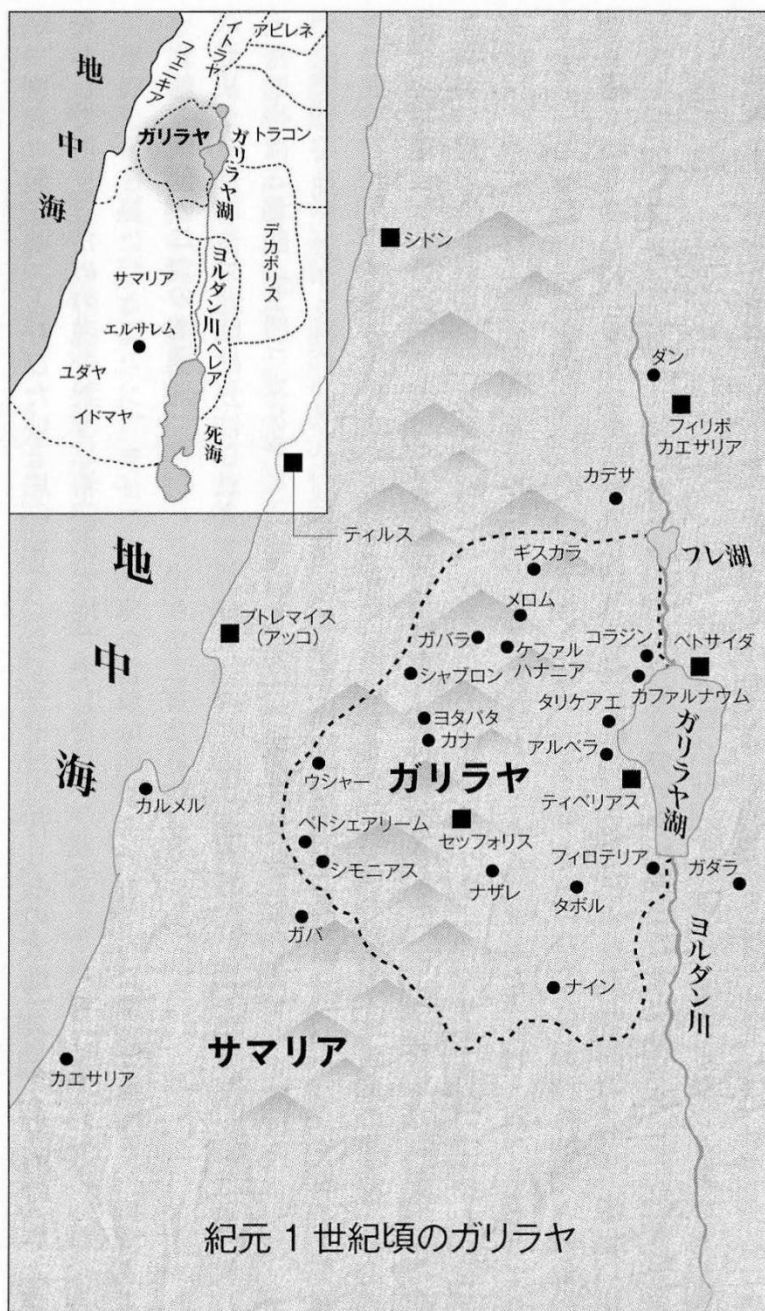 地中海
フェニキア
イトラヤ
アビレネ
ガリラヤ
ガリラヤ湖
トラコン
デカポリス
サマリア
ヨルダン川
ペレア
エルサレム
ユダヤ
イドマヤ
死海
シドン
ダン
フィリポ
カエサリア
カデサ
ティルス
フレ湖
ギスカラ
メロム
地中海
プトレマイス
(アッコ)
ガバラ
ケファル
ハナニア
コラジン
ベトサイダ
シャブロン
カファルナウム
タリケアエ
ヨタパタ
カナ
アルベラ
ガリラヤ湖
ウシャー
ガリラヤ
ティベリアス
カルメル
ベトシェアリーム
セッフォリス
シモニアス
ナザレ
フィロテリア
タボル
ガダラ
ガバ
ヨルダン川
ナイン
サマリア
カエサリア
紀元1世紀頃のガリラヤ